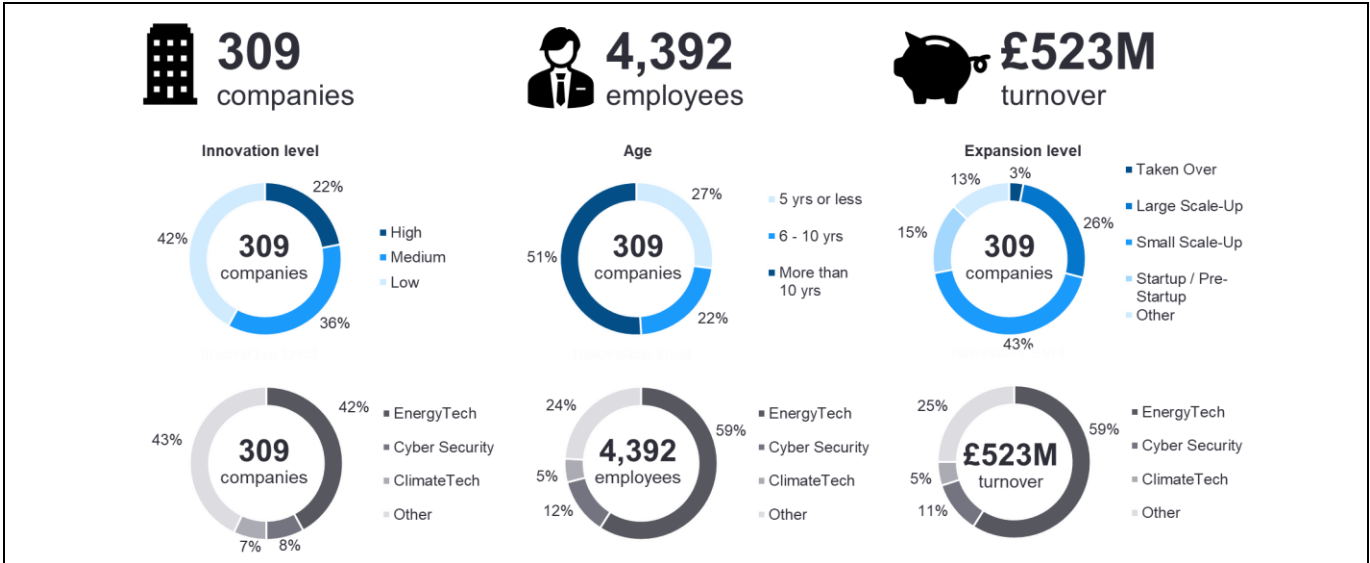 309
companies
4,392
employees
£523M
turnover
Innovation level
22%
42%
36%
309
companies
High
Medium
Low
Age
27%
51%
22%
309
companies
5 yrs or less
6 - 10 yrs
More than
10 yrs
Expansion level
3%
13%
26%
15%
43%
309
companies
Taken Over
Large Scale-Up
Small Scale-Up
Startup / Pre-
Startup
Other
42%
43%
7%
8%
309
companies
EnergyTech
Cyber Security
ClimateTech
Other
24%
59%
5%
12%
4,392
employees
EnergyTech
Cyber Security
ClimateTech
Other
25%
59%
5%
11%
£523M
turnover
EnergyTech
Cyber Security
ClimateTech
Other